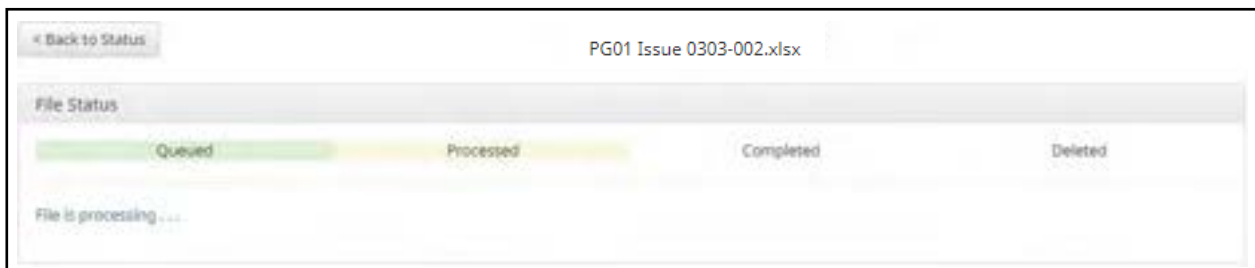 < Back to Status
PG01 Issue 0303-002.xlsx
File Status
Queued Processed Completed Deleted
File is processing . . .